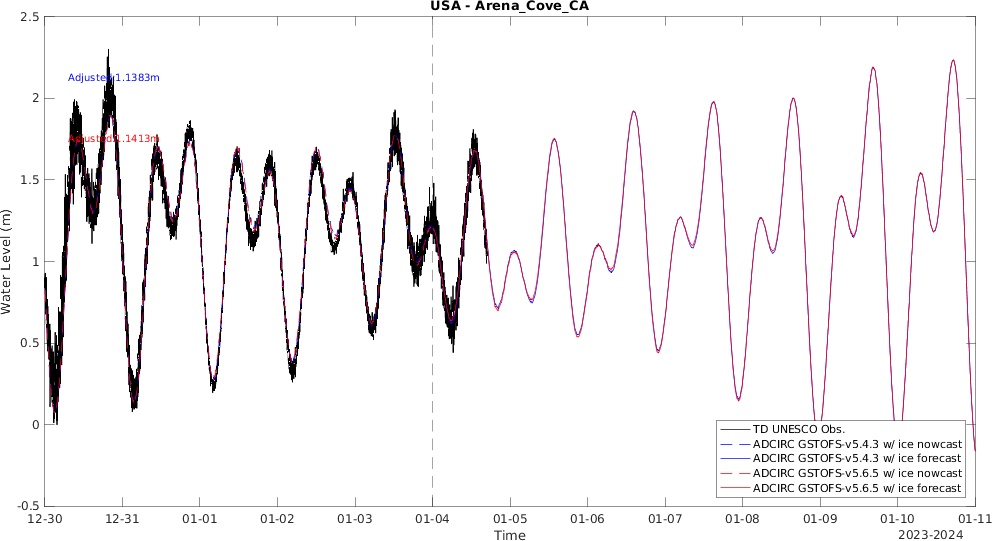 USA - Arena_Cove_CA
2.5
2
1.5
1
0.5
0
-0.5
Water Level (m)
Adjusted 1.1383m
Adjusted 1.1413m
TD UNESCO Obs.
ADCIRC GSTOFS-v5.4.3 w/ ice nowcast
ADCIRC GSTOFS-v5.4.3 w/ ice forecast
ADCIRC GSTOFS-v5.6.5 w/ ice nowcast
ADCIRC GSTOFS-v5.6.5 w/ ice forecast
12-30 12-31 01-01 01-02 01-03 01-04 01-05 01-06 01-07 01-08 01-09 01-10 01-11
Time
2023-2024